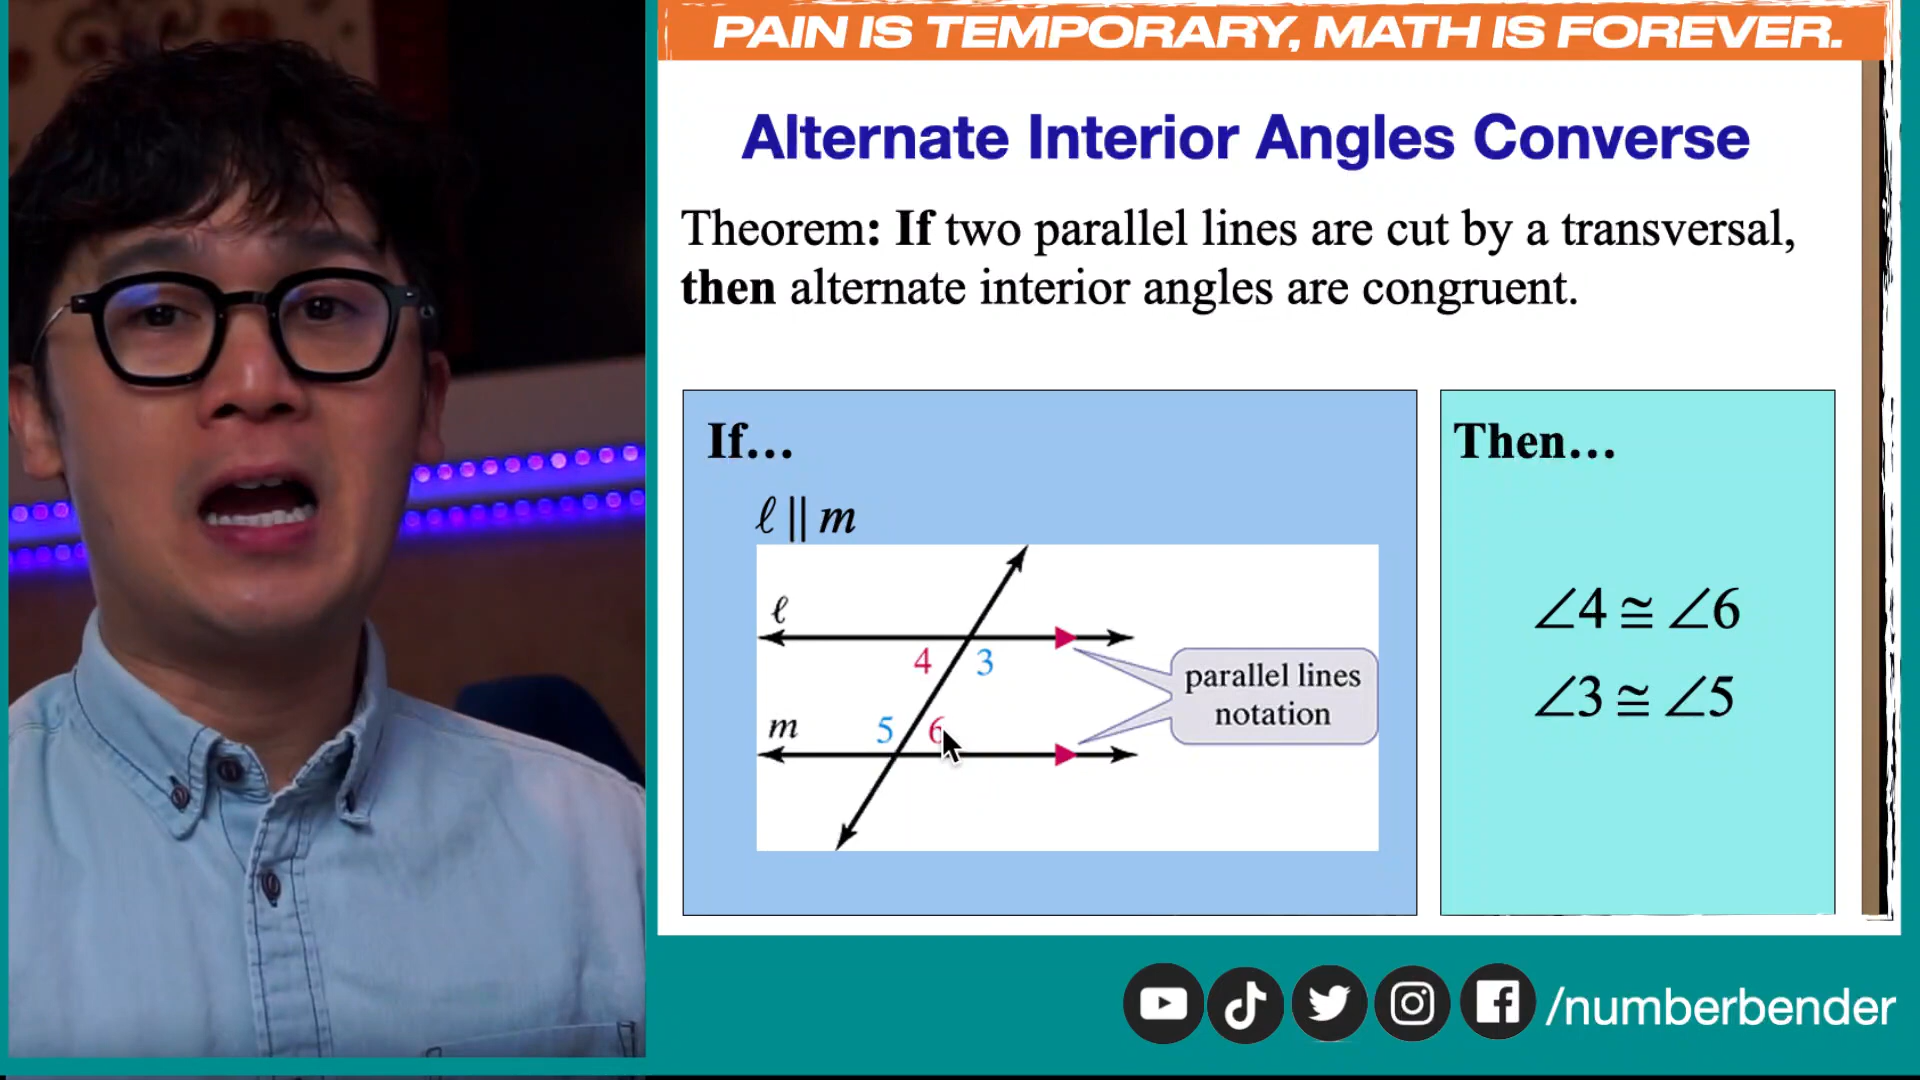 PAIN IS TEMPORARY, MATH IS FOREVER.
Alternate Interior Angles Converse
Theorem: If two parallel lines are cut by a transversal,
then alternate interior angles are congruent.
If...
ℓ || m
ℓ
4 3
parallel lines
notation
m
5 6
Then...
∠4 ≅ ∠6
∠3 ≅ ∠5
/numberbender